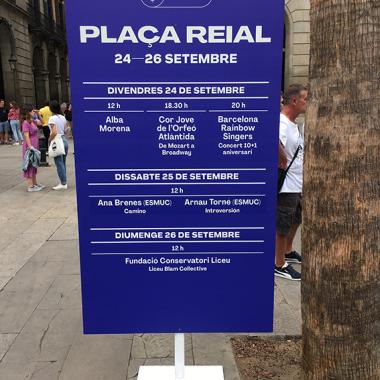 PLAÇA REIAL
24—26 SETEMBRE
DIVENDRES 24 DE SETEMBRE
12 h
Alba
Morena
18.30 h
Cor Jove
de l'Orfeó
Atlàntida
De Mozart a
Broadway
20 h
Barcelona
Rainbow
Singers
Concert 10+1
aniversari
DISSABTE 25 DE SETEMBRE
12 h
Ana Brenes (ESMUC)
Camino
Arnau Torné (ESMUC)
Introversión
DIUMENGE 26 DE SETEMBRE
12 h
Fundació Conservatori Liceu
Liceu Blam Collective